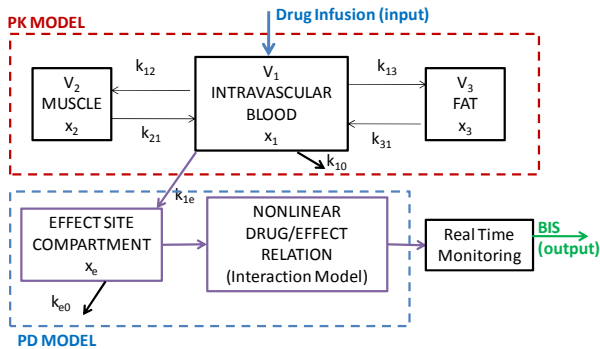 PK MODEL
Drug Infusion (input)
V1
INTRAVASCULAR
BLOOD
x1
V2
MUSCLE
x2
V3
FAT
x3
k12
k21
k13
k31
k10
k1e
EFFECT SITE
COMPARTMENT
xe
ke0
NONLINEAR
DRUG/EFFECT
RELATION
(Interaction Model)
Real Time
Monitoring
BIS
(output)
PD MODEL